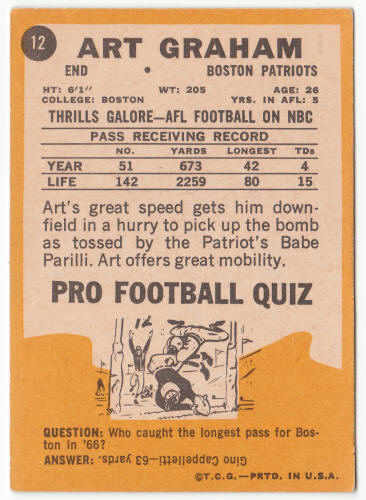 12
ART GRAHAM
END • BOSTON PATRIOTS
HT: 6'1" WT: 205 AGE: 26
COLLEGE: BOSTON YRS. IN AFL: 5
THRILLS GALORE—AFL FOOTBALL ON NBC
PASS RECEIVING RECORD
NO. YARDS LONGEST TDs
YEAR 51 673 42 4
LIFE 142 2259 80 15
Art's great speed gets him down-
field in a hurry to pick up the bomb
as tossed by the Patriot's Babe
Parilli. Art offers great mobility.
PRO FOOTBALL QUIZ
12
QUESTION: Who caught the longest pass for Bos-
ton in '66?
ANSWER: Gino Cappelletti—63 yards.
©T.C.G.—PRTD. IN U.S.A.